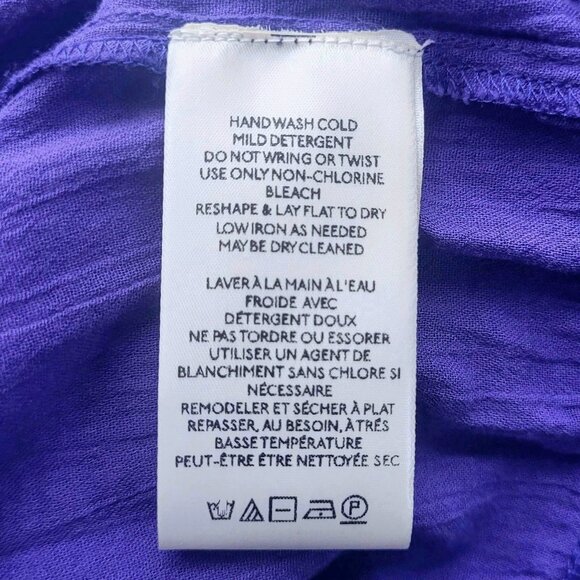 HAND WASH COLD
MILD DETERGENT
DO NOT WRING OR TWIST
USE ONLY NON-CHLORINE
BLEACH
RESHAPE & LAY FLAT TO DRY
LOW IRON AS NEEDED
MAY BE DRY CLEANED
LAVER À LA MAIN À L'EAU
FROIDE AVEC
DÉTERGENT DOUX
NE PAS TORDRE OU ESSORER
UTILISER UN AGENT DE
BLANCHIMENT SANS CHLORE SI
NÉCESSAIRE
REMODELER ET SÉCHER À PLAT
REPASSER, AU BESOIN, À TRÉS
BASSE TEMPÉRATURE
PEUT-ÊTRE ÊTRE NETTOYÉE SEC
P